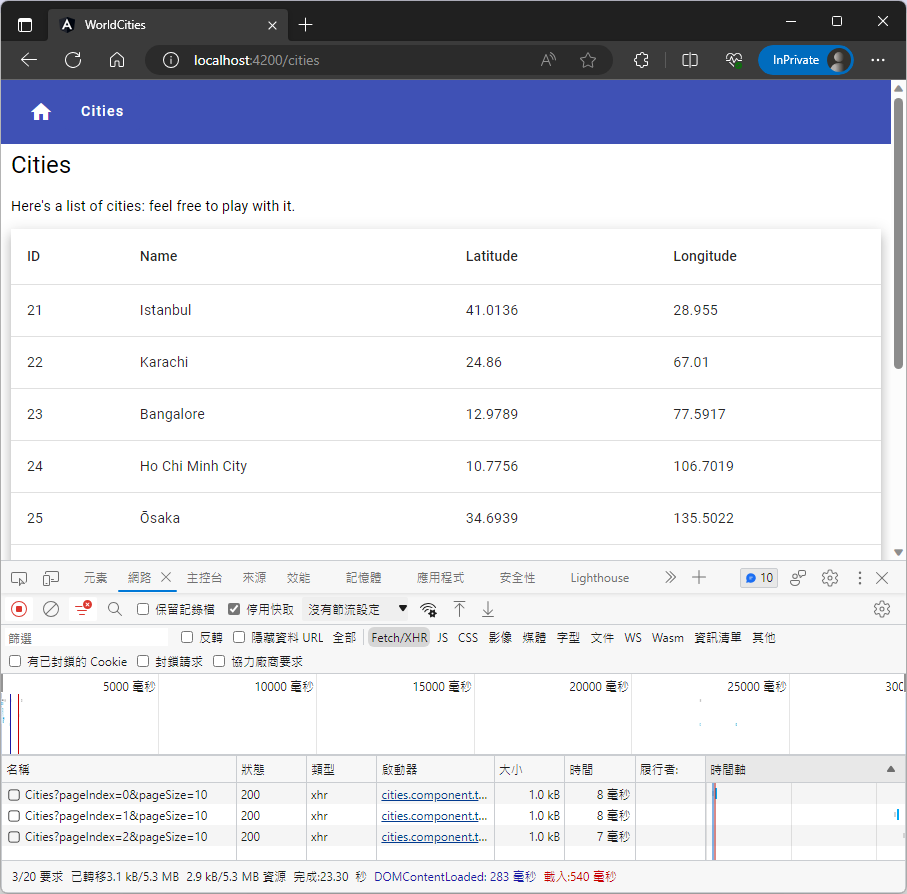 WorldCities
localhost:4200/cities
InPrivate
Cities
Cities
Here's a list of cities: feel free to play with it.
ID Name Latitude Longitude
21 Istanbul 41.0136 28.955
22 Karachi 24.86 67.01
23 Bangalore 12.9789 77.5917
24 Ho Chi Minh City 10.7756 106.7019
25 Ōsaka 34.6939 135.5022
元素 網路 主控台 來源 效能 記憶體 應用程式 安全性 Lighthouse 10
保留記錄檔 停用快取 沒有節流設定
篩選 反轉 隱藏資料 URL 全部 Fetch/XHR JS CSS 影像 媒體 字型 文件 WS Wasm 資訊清單 其他
有已封鎖的 Cookie 封鎖請求 協力廠商要求
5000 毫秒 10000 毫秒 15000 毫秒 20000 毫秒 25000 毫秒 300
名稱 狀態 類型 啟動器 大小 時間 履行者: 時間軸
Cities?pageIndex=0&pageSize=10 200 xhr cities.component.t... 1.0 kB 8 毫秒
Cities?pageIndex=1&pageSize=10 200 xhr cities.component.t... 1.0 kB 8 毫秒
Cities?pageIndex=2&pageSize=10 200 xhr cities.component.t... 1.0 kB 7 毫秒
3/20 要求 已轉移3.1 kB/5.3 MB 2.9 kB/5.3 MB 資源 完成:23.30 秒 DOMContentLoaded: 283 毫秒 載入:540 毫秒